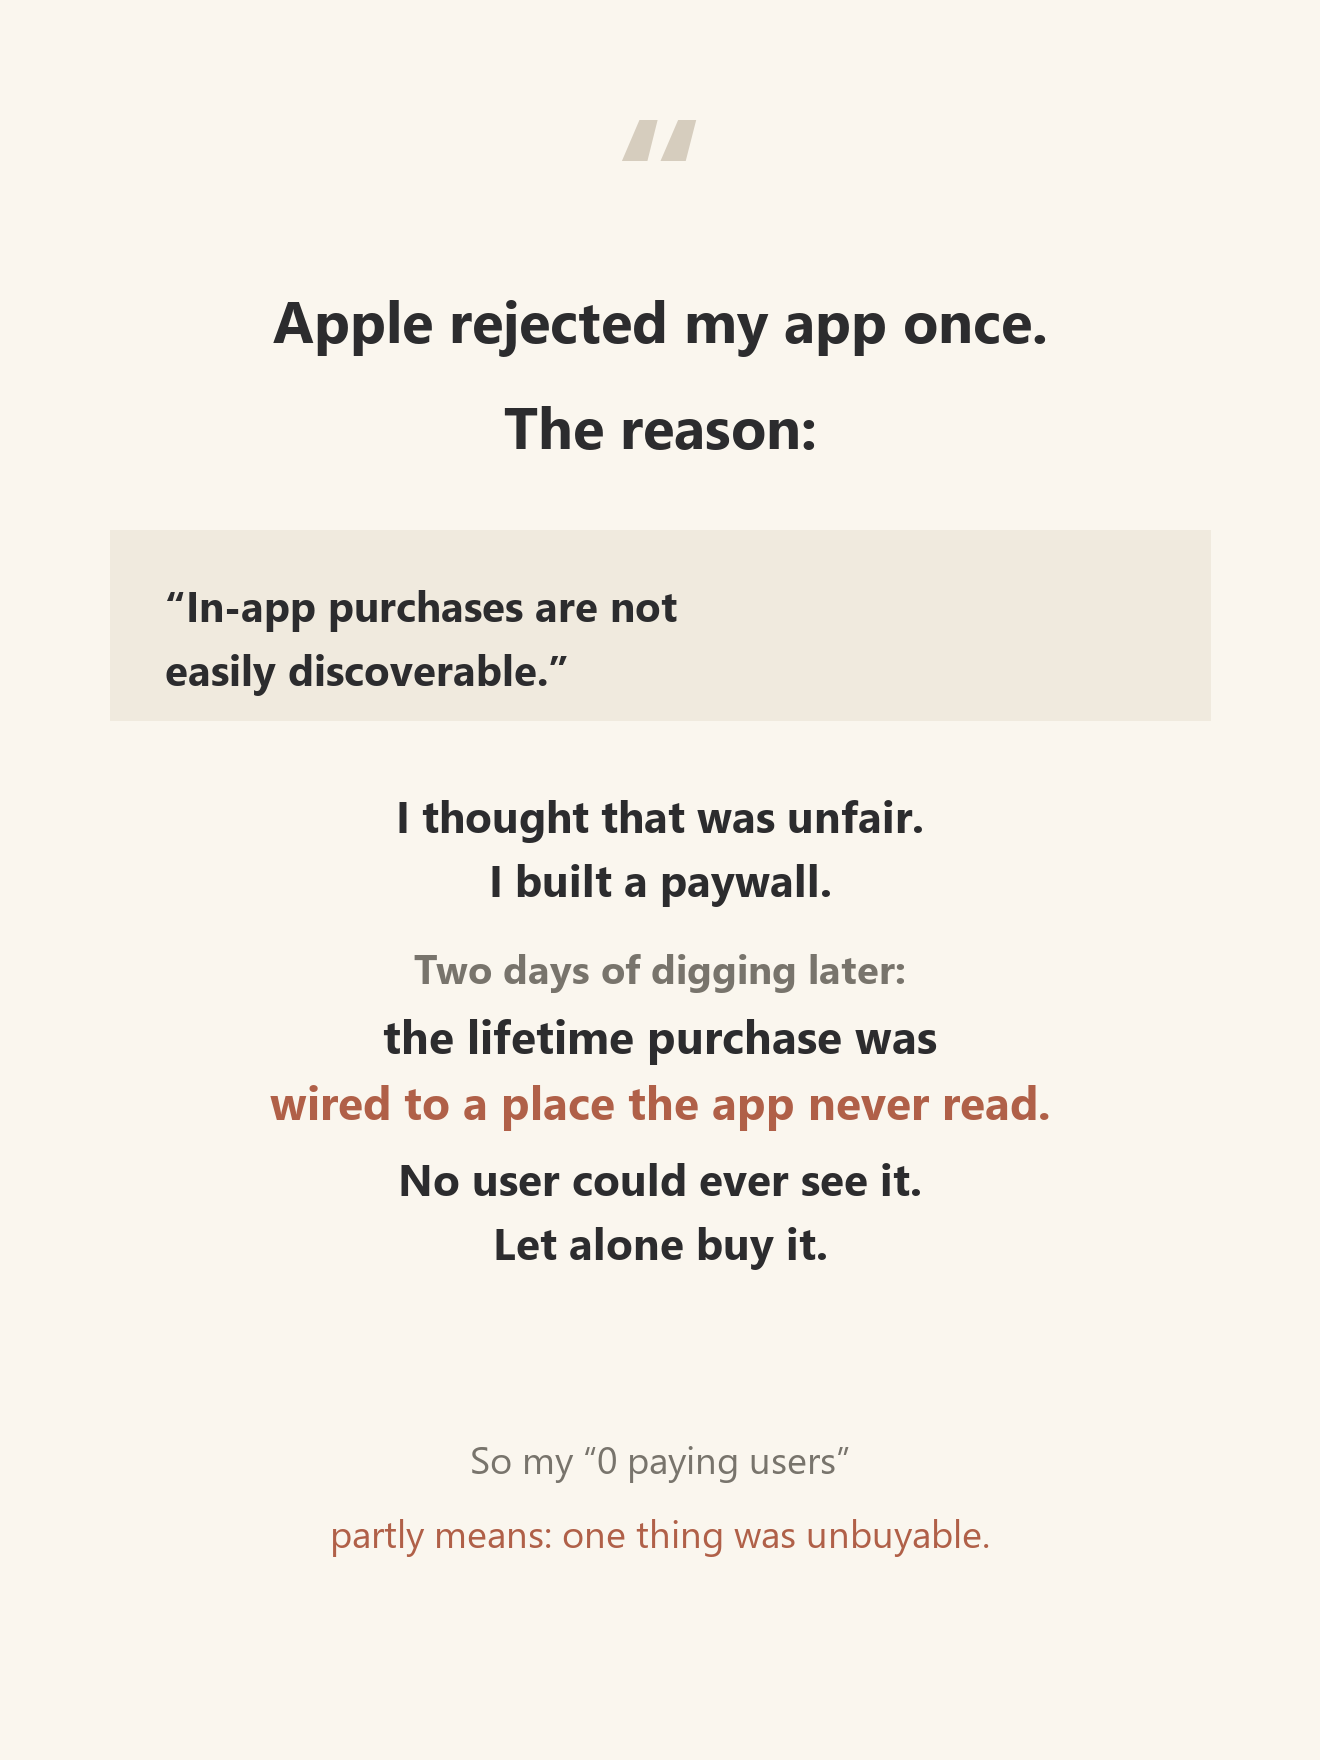 “
Apple rejected my app once.
The reason:
“In-app purchases are not
easily discoverable.”
I thought that was unfair.
I built a paywall.
Two days of digging later:
the lifetime purchase was
wired to a place the app never read.
No user could ever see it.
Let alone buy it.
So my “0 paying users”
partly means: one thing was unbuyable.